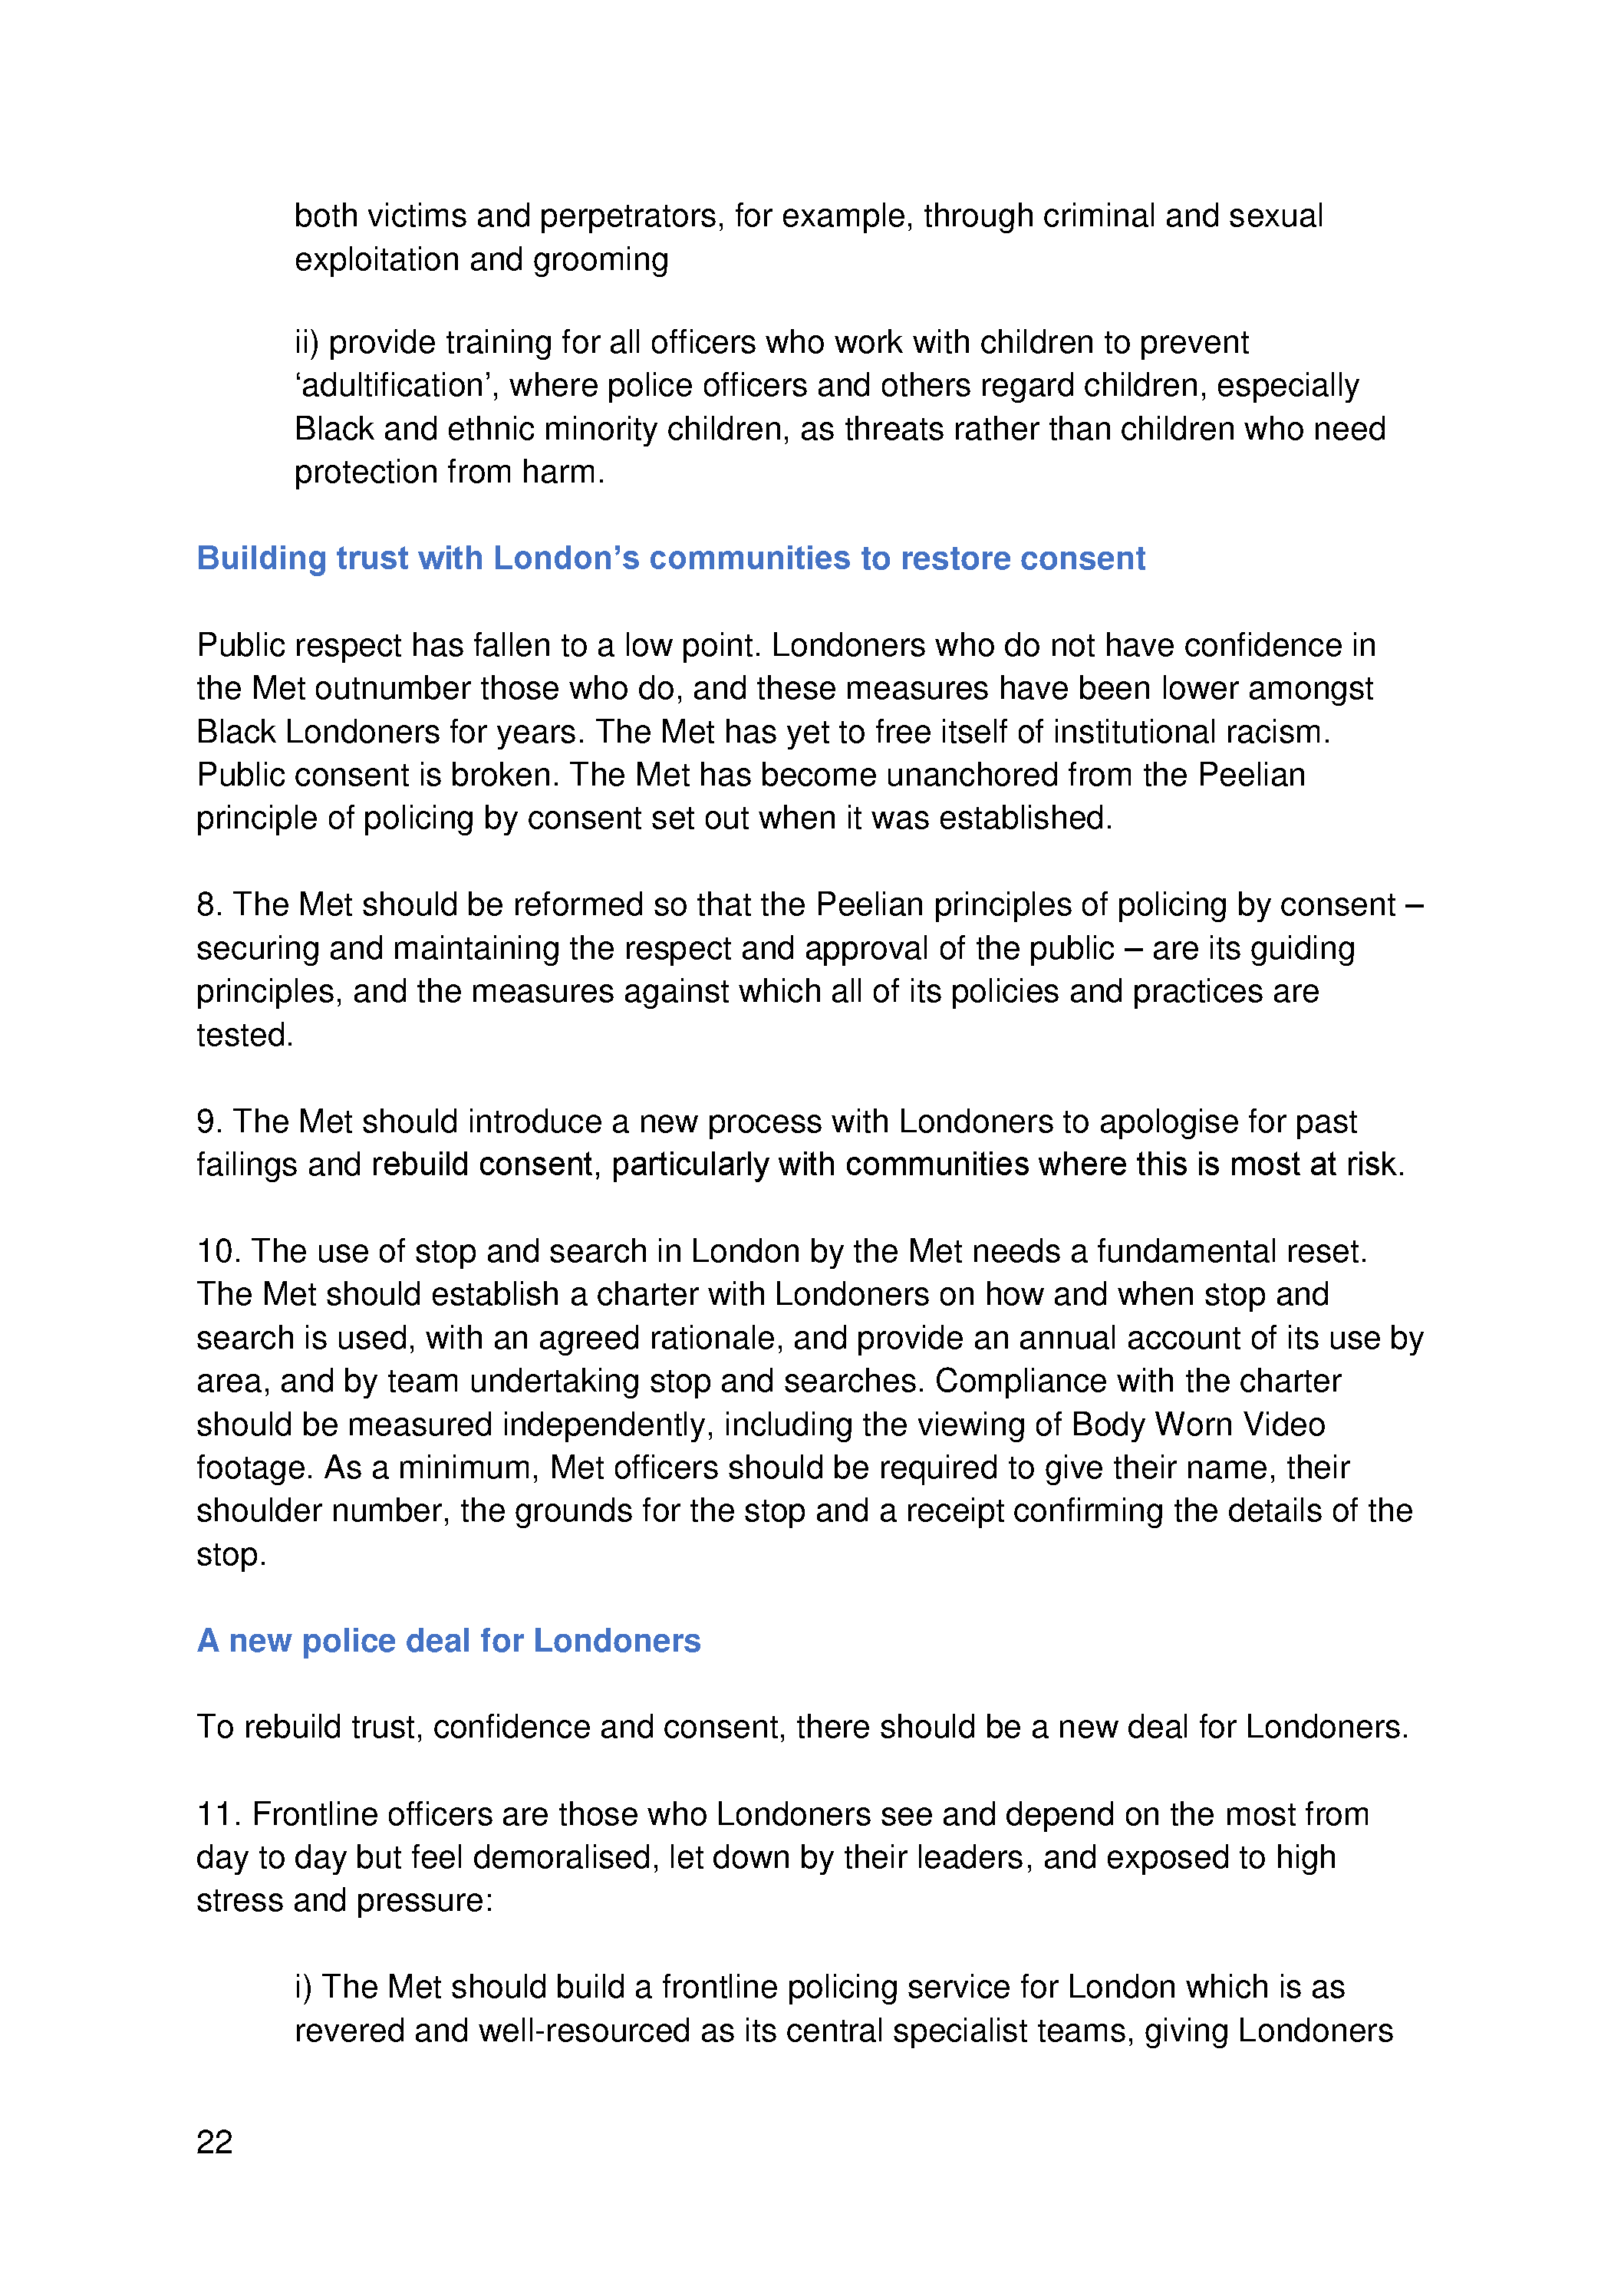 both victims and perpetrators, for example, through criminal and sexual
exploitation and grooming
ii) provide training for all officers who work with children to prevent
‘adultification’, where police officers and others regard children, especially
Black and ethnic minority children, as threats rather than children who need
protection from harm.
Building trust with London’s communities to restore consent
Public respect has fallen to a low point. Londoners who do not have confidence in
the Met outnumber those who do, and these measures have been lower amongst
Black Londoners for years. The Met has yet to free itself of institutional racism.
Public consent is broken. The Met has become unanchored from the Peelian
principle of policing by consent set out when it was established.
8. The Met should be reformed so that the Peelian principles of policing by consent –
securing and maintaining the respect and approval of the public – are its guiding
principles, and the measures against which all of its policies and practices are
tested.
9. The Met should introduce a new process with Londoners to apologise for past
failings and rebuild consent, particularly with communities where this is most at risk.
10. The use of stop and search in London by the Met needs a fundamental reset.
The Met should establish a charter with Londoners on how and when stop and
search is used, with an agreed rationale, and provide an annual account of its use by
area, and by team undertaking stop and searches. Compliance with the charter
should be measured independently, including the viewing of Body Worn Video
footage. As a minimum, Met officers should be required to give their name, their
shoulder number, the grounds for the stop and a receipt confirming the details of the
stop.
A new police deal for Londoners
To rebuild trust, confidence and consent, there should be a new deal for Londoners.
11. Frontline officers are those who Londoners see and depend on the most from
day to day but feel demoralised, let down by their leaders, and exposed to high
stress and pressure:
i) The Met should build a frontline policing service for London which is as
revered and well-resourced as its central specialist teams, giving Londoners
22